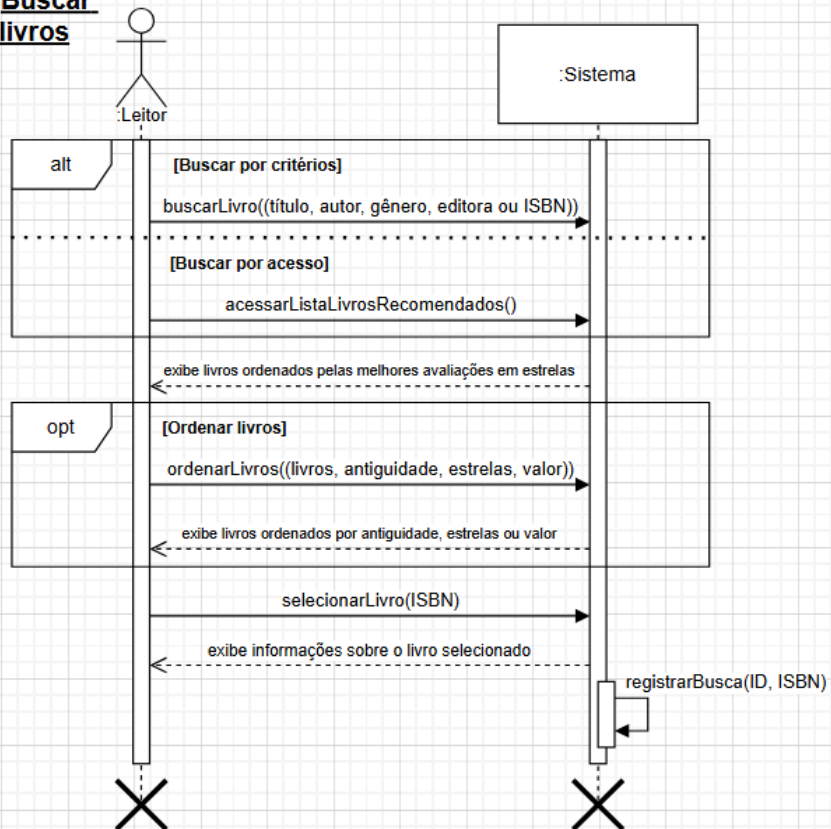 Buscar
livros
:Leitor
:Sistema
alt
[Buscar por critérios]
buscarLivro((título, autor, gênero, editora ou ISBN))
[Buscar por acesso]
acessarListaLivrosRecomendados()
exibe livros ordenados pelas melhores avaliações em estrelas
opt
[Ordenar livros]
ordenarLivros((livros, antiguidade, estrelas, valor))
exibe livros ordenados por antiguidade, estrelas ou valor
selecionarLivro(ISBN)
exibe informações sobre o livro selecionado
registrarBusca(ID, ISBN)